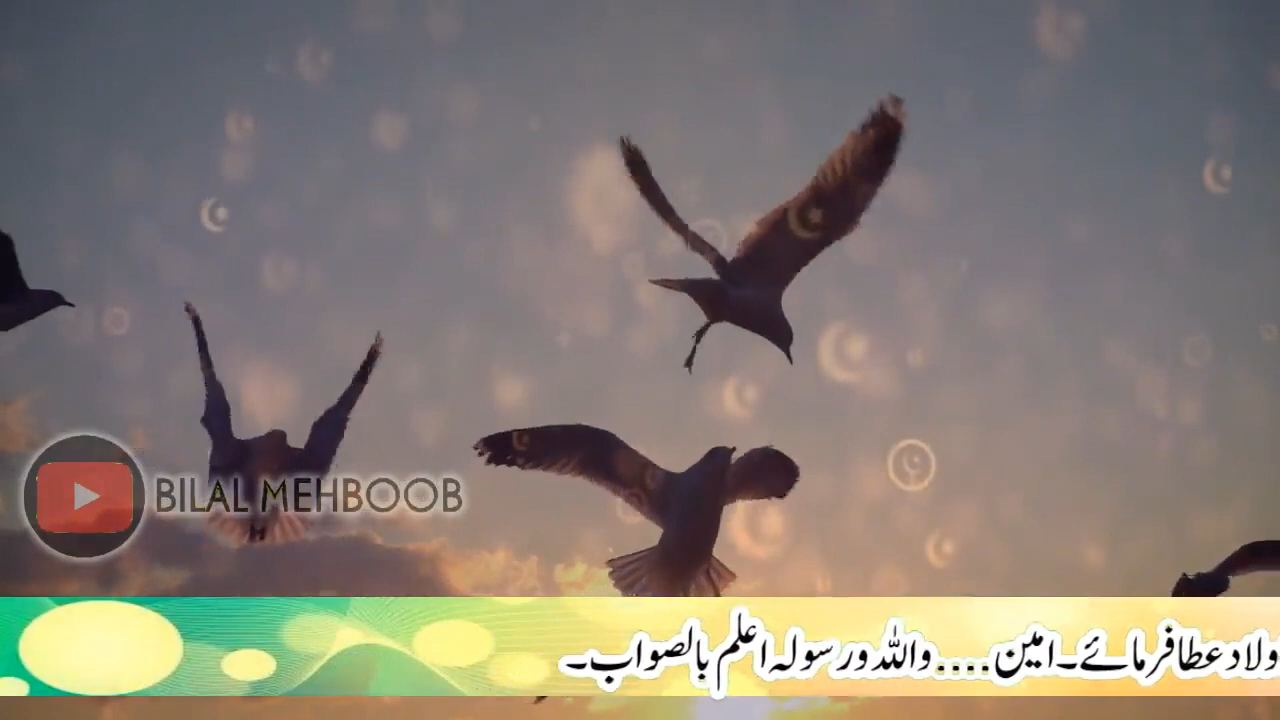 BILAL MEHBOOB
ولاد عطا فرمائے۔ امین.... واللہ ورسولہ اعلم بالصواب۔